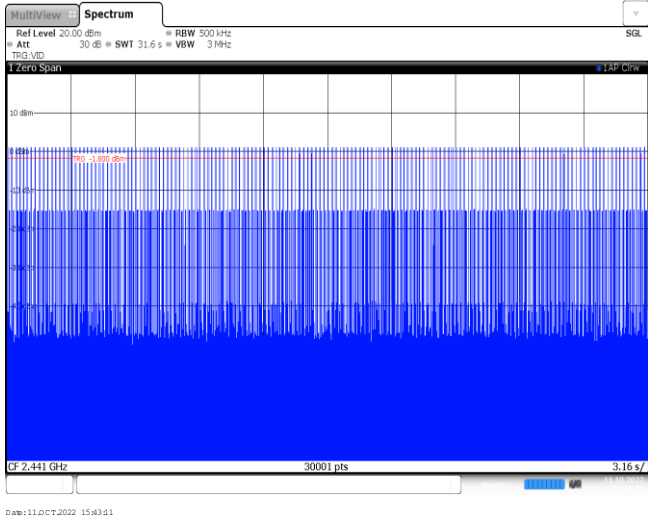 MultiView Spectrum
Ref Level 20.00 dBm RBW 500 kHz SGL
Att 30 dB SWT 31.6 s VBW 3 MHz
TRG:VID
1 Zero Span 1AP Clrw
10 dBm
0 dBm
TRG -1.800 dBm
CF 2.441 GHz 30001 pts 3.16 s/
Date:11.OCT.2022 15:43:11